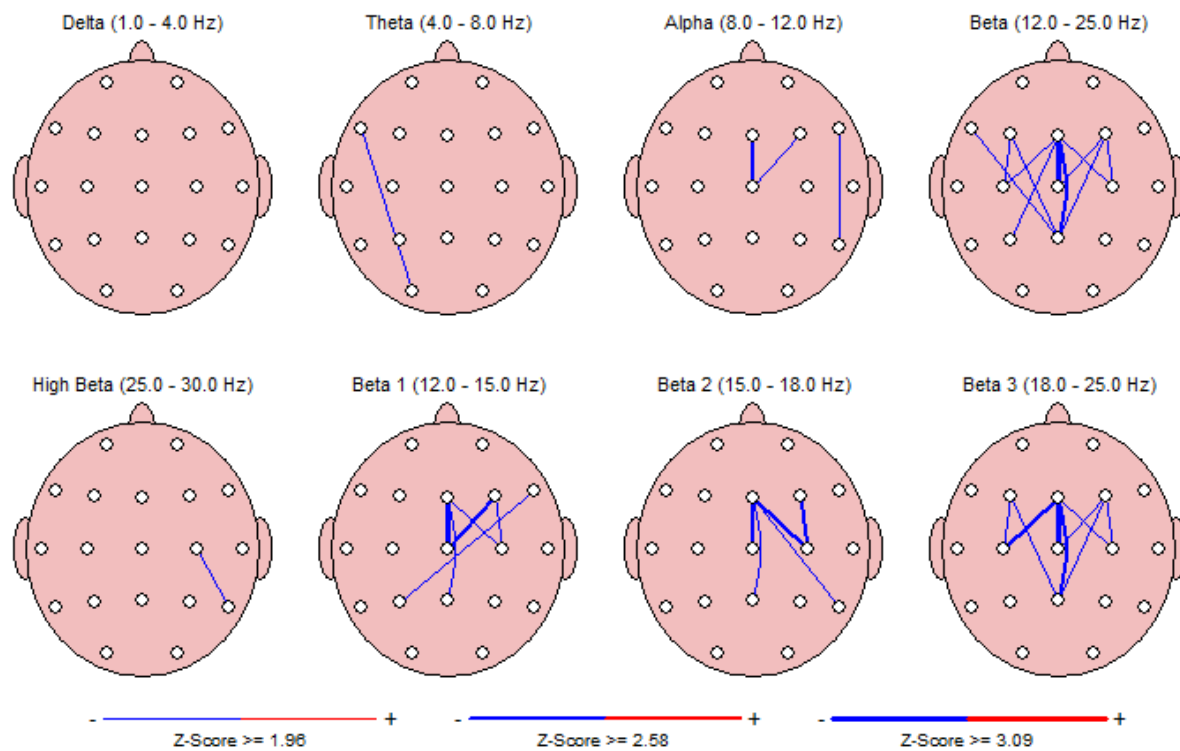 Delta (1.0 - 4.0 Hz)
Theta (4.0 - 8.0 Hz)
Alpha (8.0 - 12.0 Hz)
Beta (12.0 - 25.0 Hz)
High Beta (25.0 - 30.0 Hz)
Beta 1 (12.0 - 15.0 Hz)
Beta 2 (15.0 - 18.0 Hz)
Beta 3 (18.0 - 25.0 Hz)
- +
Z-Score >= 1.96
- +
Z-Score >= 2.58
- +
Z-Score >= 3.09